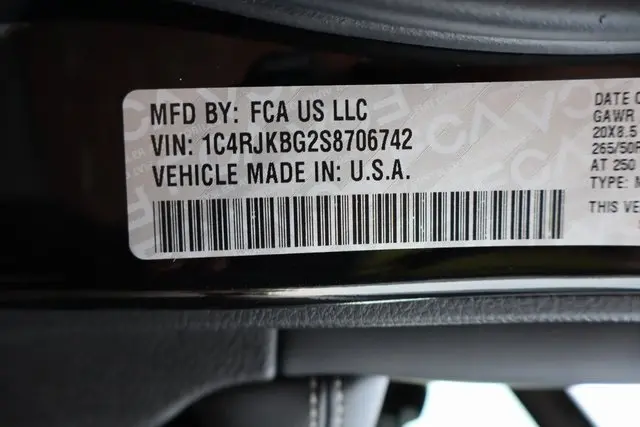 MFD BY: FCA US LLC
VIN: 1C4RJKBG2S8706742
VEHICLE MADE IN: U.S.A.
DATE O
GAWR
20X8.5
265/50R
AT 250
TYPE:
THIS VE